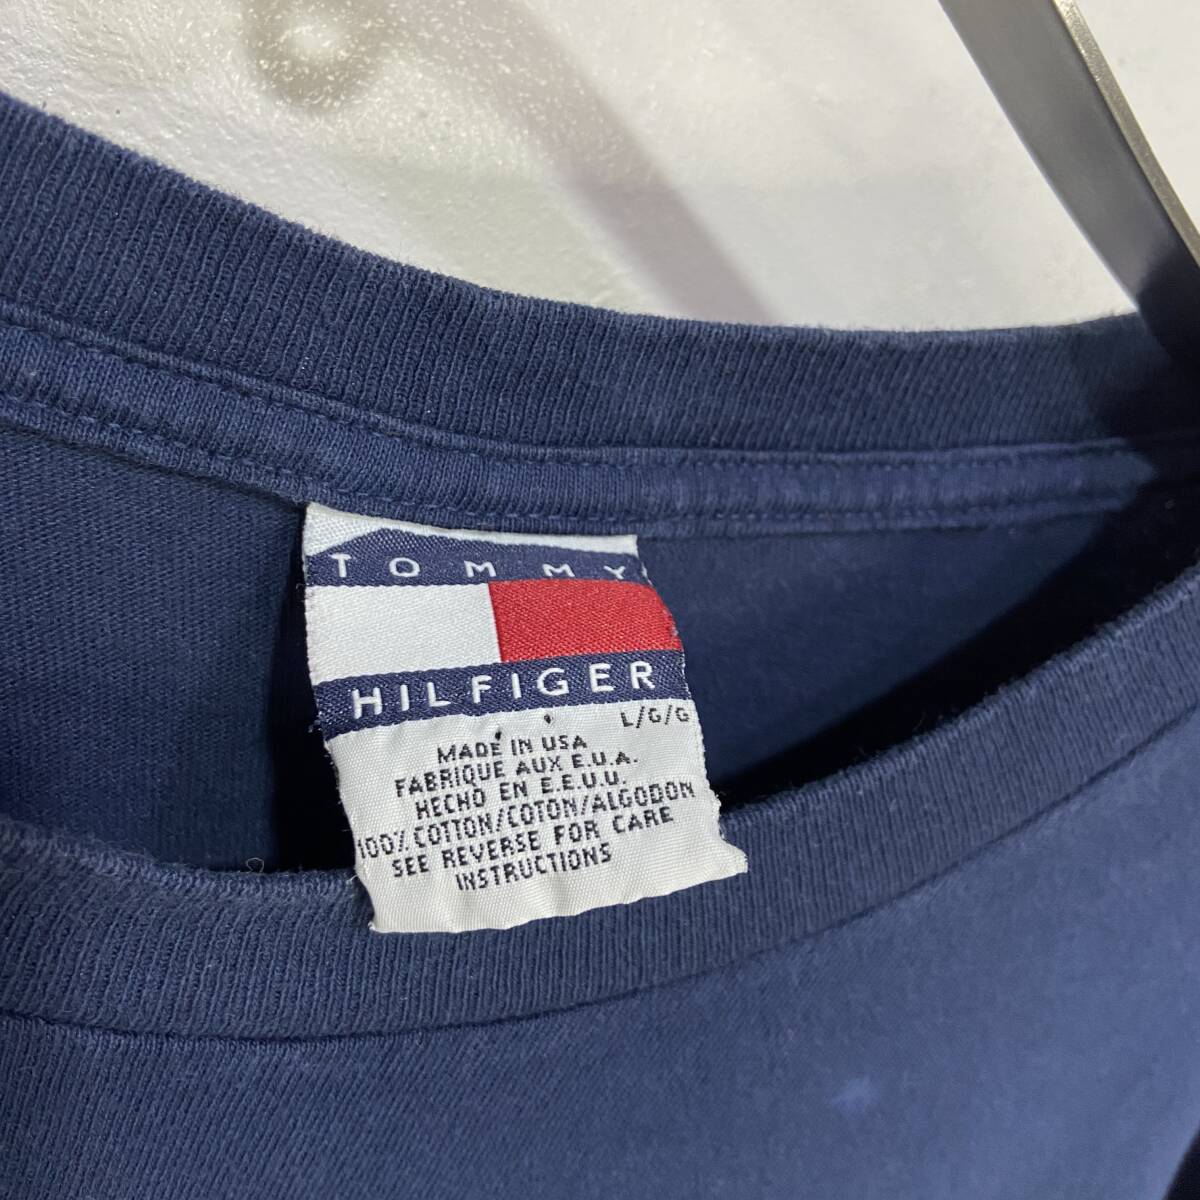 TOMMY
HILFIGER
L/G/G
MADE IN USA
FABRIQUE AUX E.U.A.
HECHO EN E.E.U.U.
100% COTTON/COTON/ALGODON
SEE REVERSE FOR CARE
INSTRUCTIONS